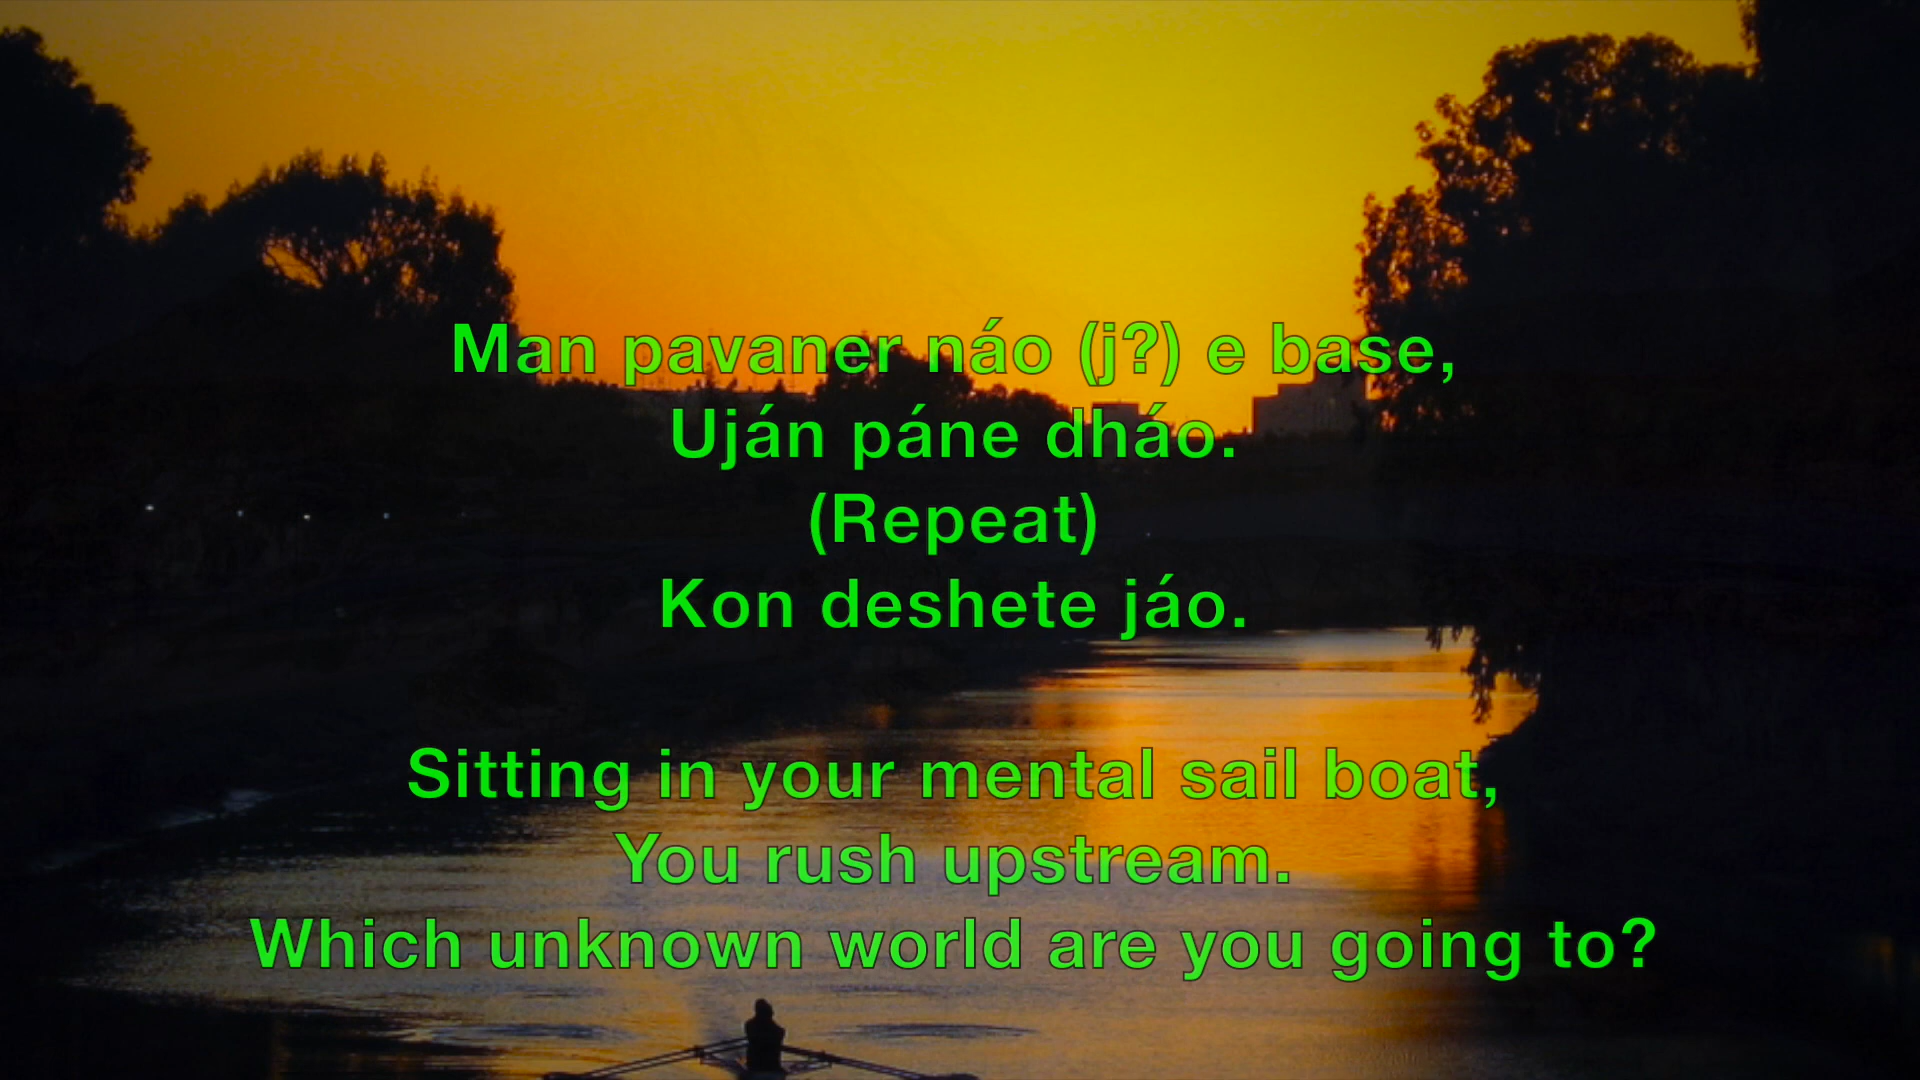 Man pavaner náo (j?) e base,
Uján páne dháo.
(Repeat)
Kon deshete jáo.
Sitting in your mental sail boat,
You rush upstream.
Which unknown world are you going to?